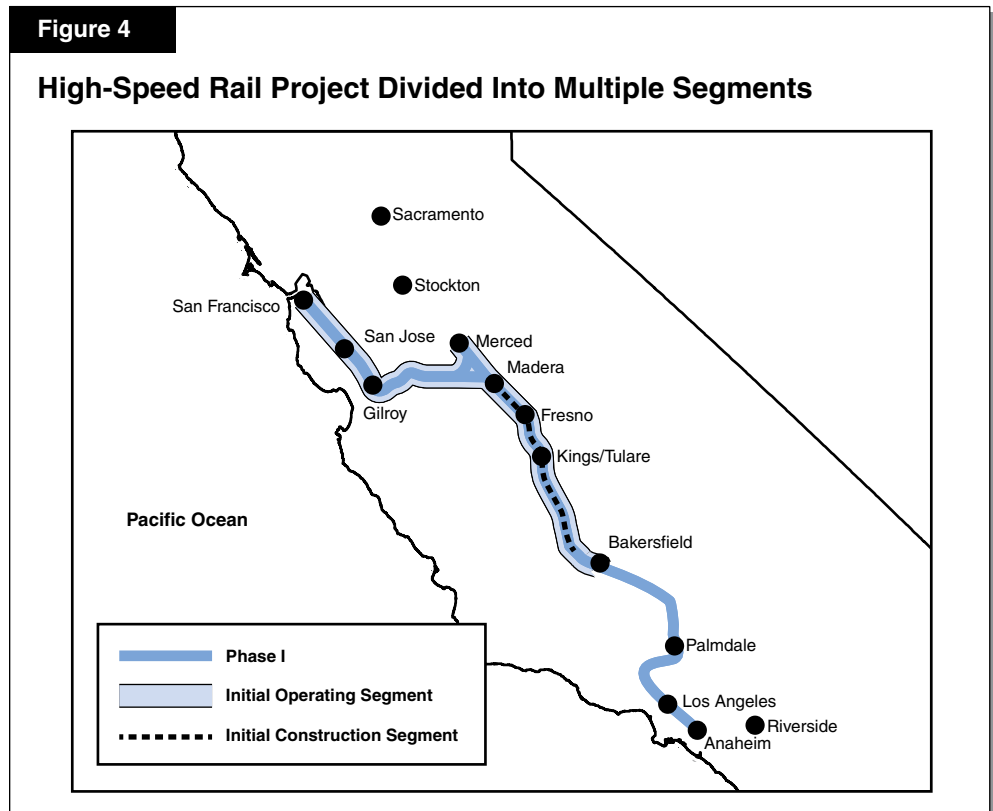 Figure 4
High-Speed Rail Project Divided Into Multiple Segments
Sacramento
Stockton
San Francisco
San Jose
Merced
Madera
Gilroy
Fresno
Kings/Tulare
Pacific Ocean
Bakersfield
Phase I
Palmdale
Initial Operating Segment
Los Angeles
Riverside
Initial Construction Segment
Anaheim